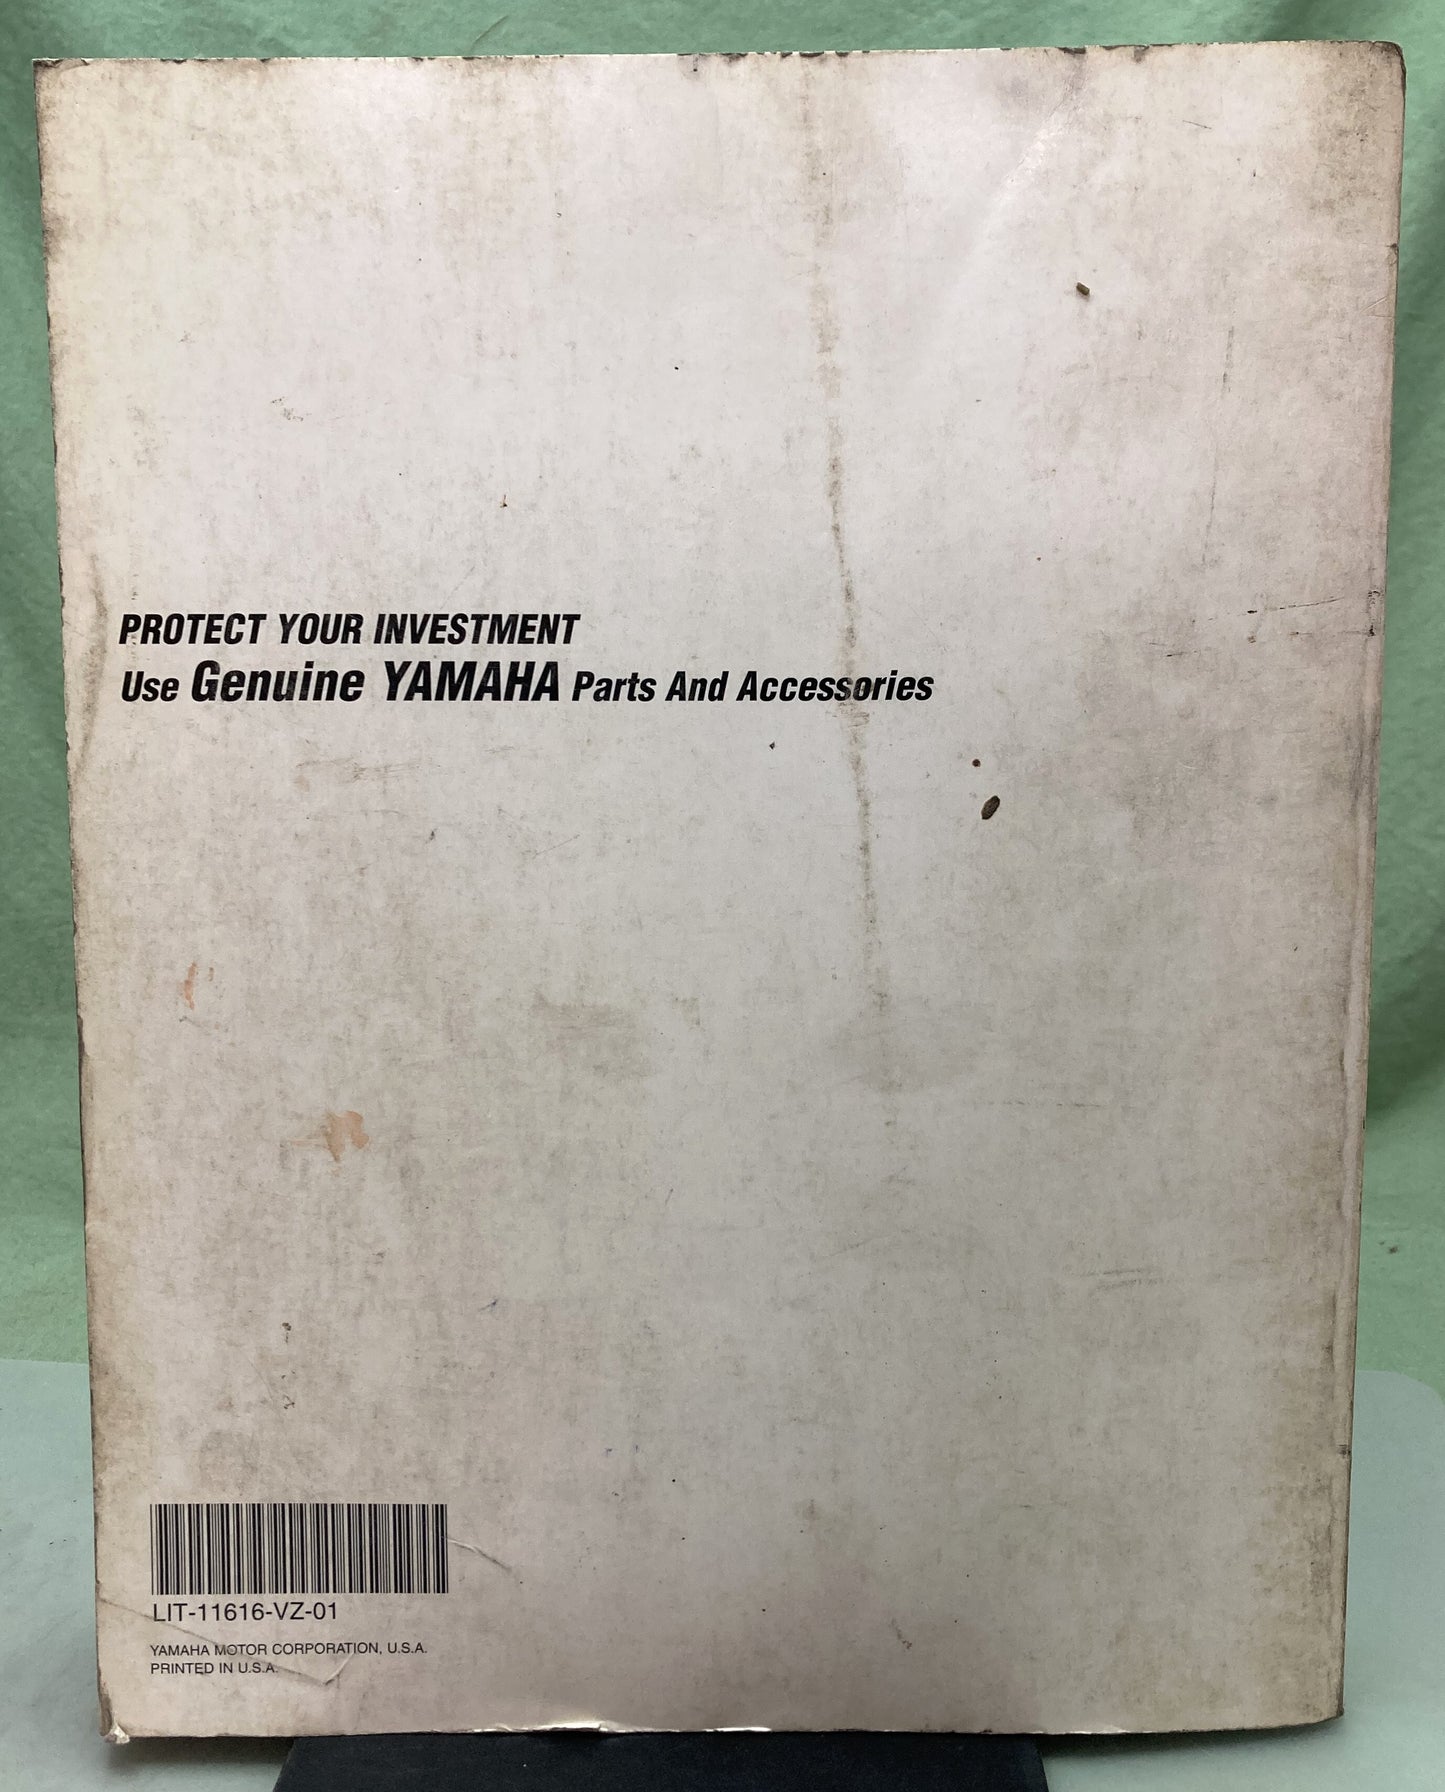 PROTECT YOUR INVESTMENT
Use Genuine YAMAHA Parts And Accessories
LIT-11616-VZ-01
YAMAHA MOTOR CORPORATION, U.S.A.
PRINTED IN U.S.A.